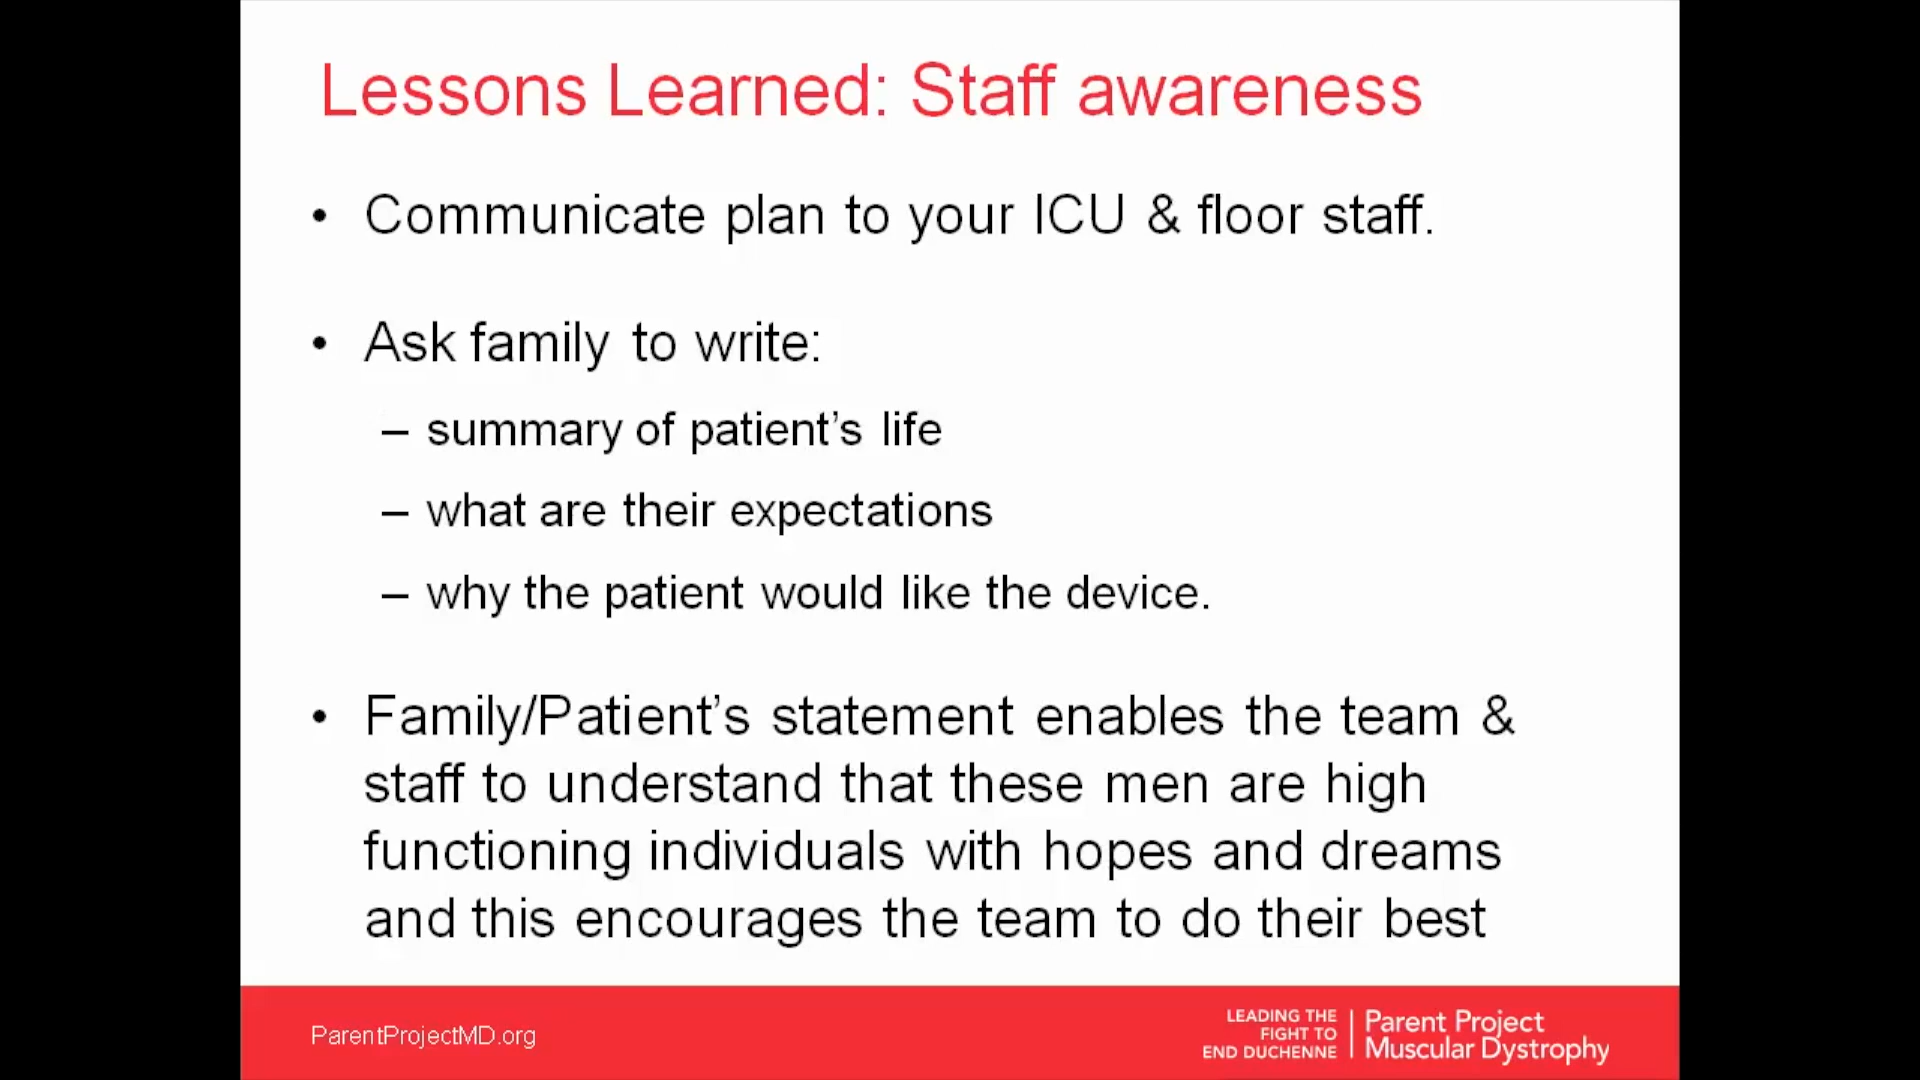 Lessons Learned: Staff awareness
• Communicate plan to your ICU & floor staff.
• Ask family to write:
– summary of patient's life
– what are their expectations
– why the patient would like the device.
• Family/Patient's statement enables the team &
staff to understand that these men are high
functioning individuals with hopes and dreams
and this encourages the team to do their best
ParentProjectMD.org
LEADING THE
FIGHT TO
END DUCHENNE
Parent Project
Muscular Dystrophy